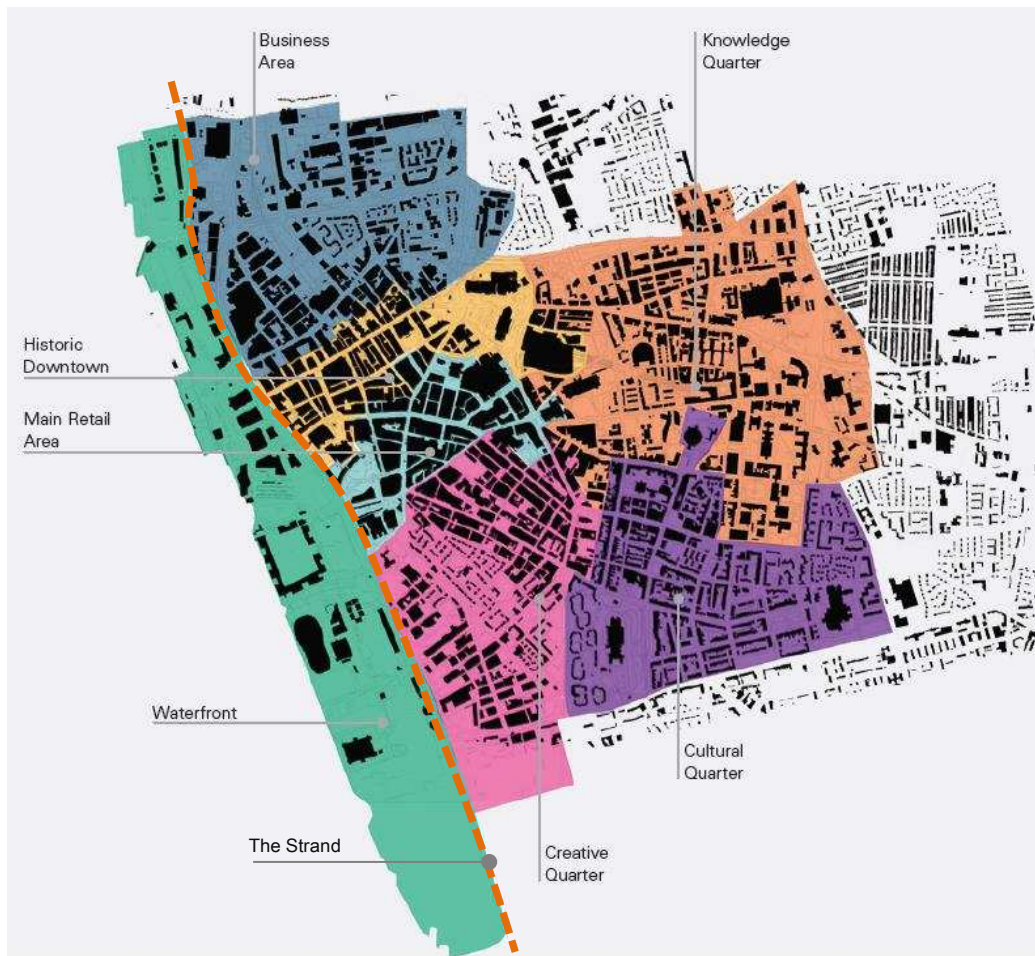 Business
Area
Knowledge
Quarter
Historic
Downtown
Main Retail
Area
Waterfront
Cultural
Quarter
The Strand
Creative
Quarter